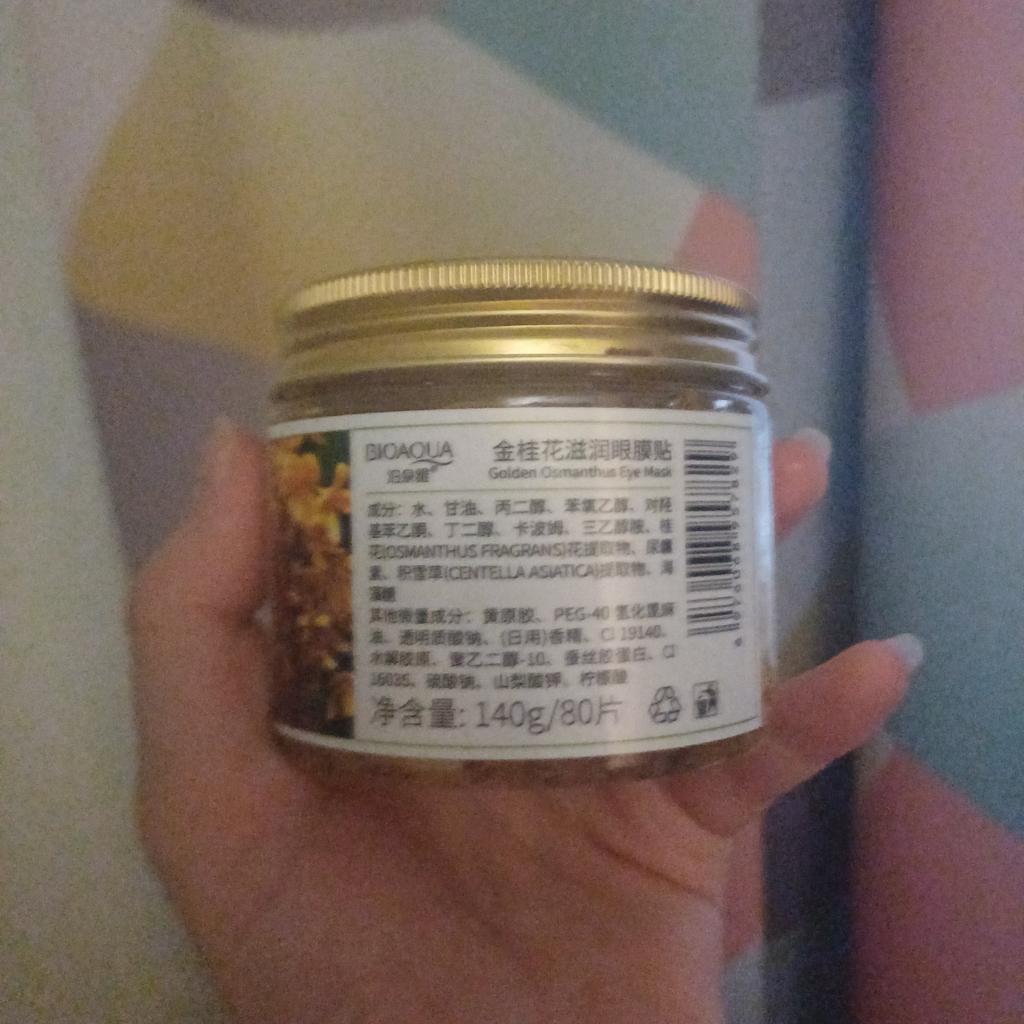 BIOAQUA
泊泉雅
金桂花滋润眼膜贴
Golden Osmanthus Eye Mask
成分：水、甘油、丙二醇、苯氧乙醇、对羟
基苯乙酮、丁二醇、卡波姆、三乙醇胺、桂
花(OSMANTHUS FRAGRANS)花提取物、尿囊
素、积雪草(CENTELLA ASIATICA)提取物、海
藻糖
其他微量成分：黄原胶、PEG-40 氢化蓖麻
油、透明质酸钠、(日用)香精、CI 19140、
水解胶原、聚乙二醇-10、蚕丝胶蛋白、CI
16035、硫酸钠、山梨酸钾、柠檬酸
净含量: 140g/80片